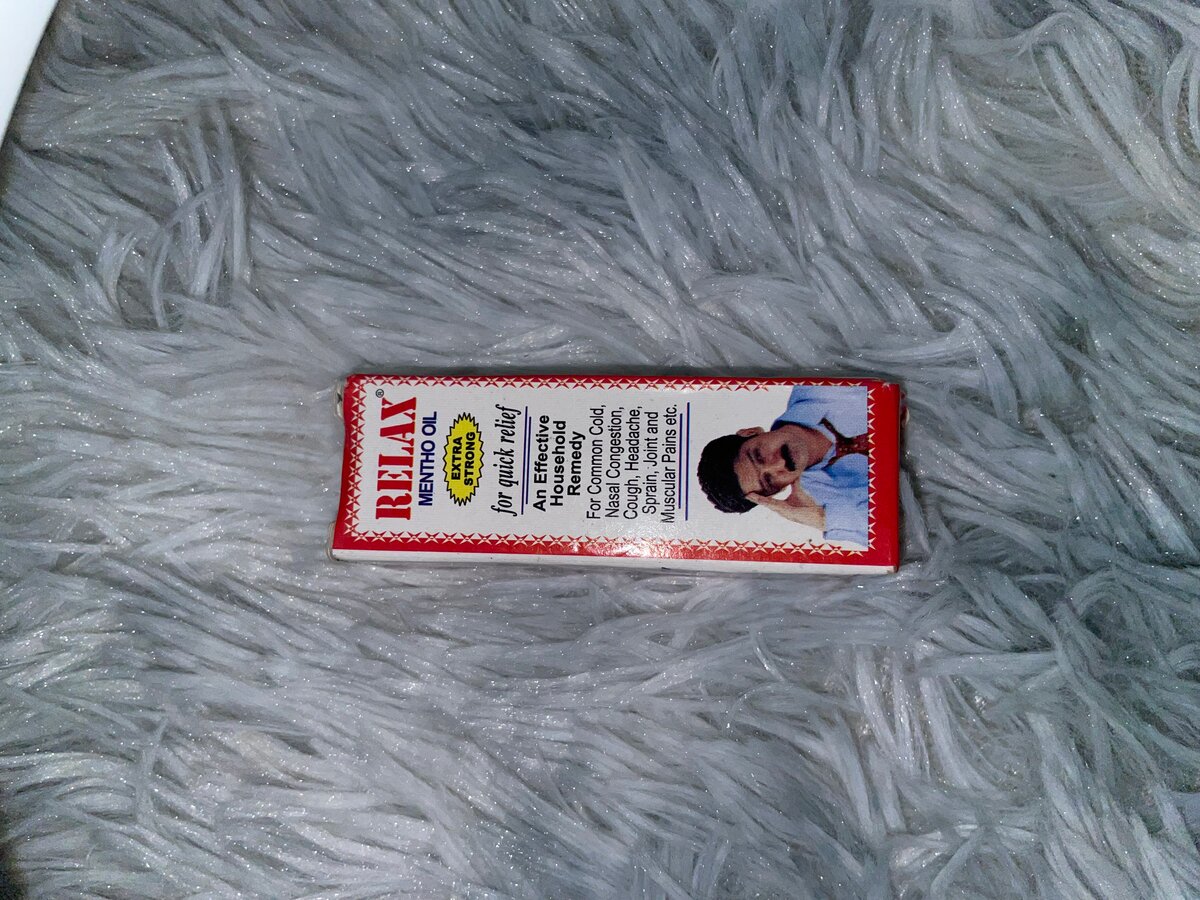 RELAX®
MENTHO OIL
EXTRA
STRONG
for quick relief
An Effective
Household
Remedy
For Common Cold,
Nasal Congestion,
Cough, Headache,
Sprain, Joint and
Muscular Pains etc.